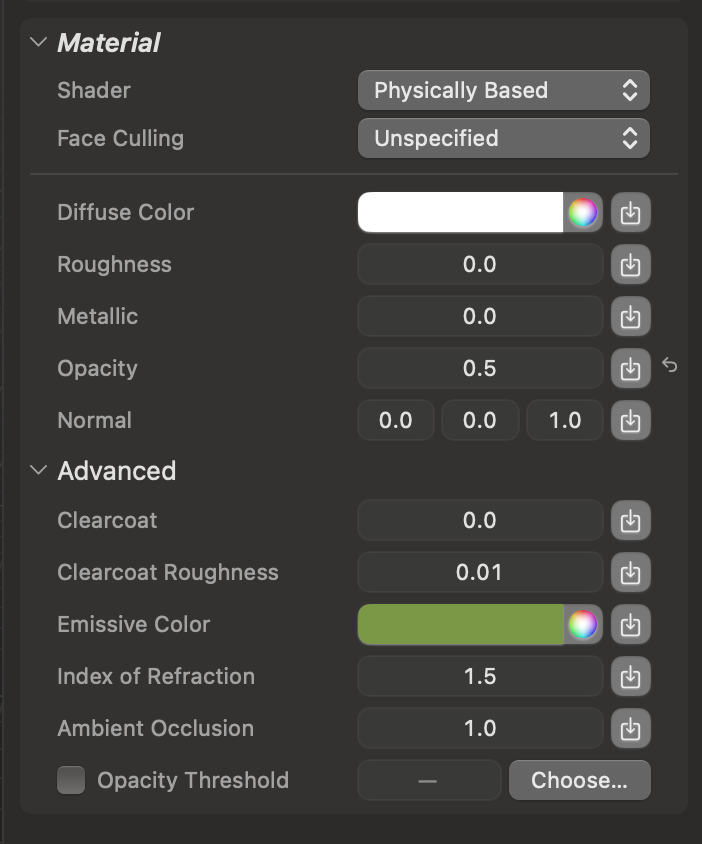 Material
Shader Physically Based
Face Culling Unspecified
Diffuse Color
Roughness 0.0
Metallic 0.0
Opacity 0.5
Normal 0.0 0.0 1.0
Advanced
Clearcoat 0.0
Clearcoat Roughness 0.01
Emissive Color
Index of Refraction 1.5
Ambient Occlusion 1.0
Opacity Threshold — Choose...